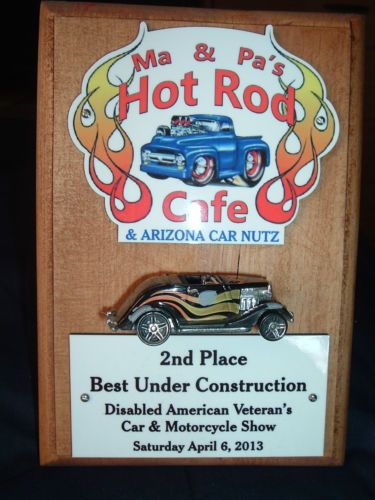 Ma & Pa's
Hot Rod
Cafe
& ARIZONA CAR NUTZ
2nd Place
Best Under Construction
Disabled American Veteran's
Car & Motorcycle Show
Saturday April 6, 2013